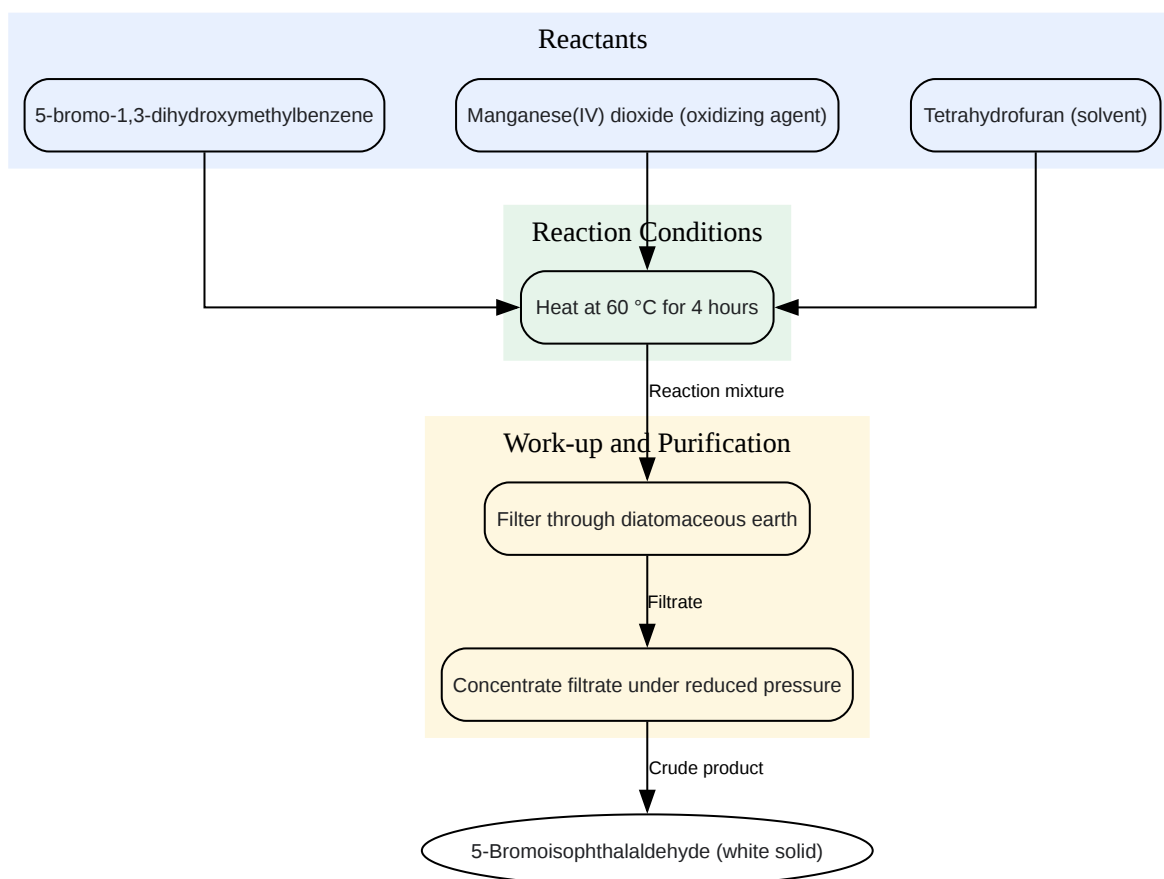 Reactants
5-bromo-1,3-dihydroxymethylbenzene
Manganese(IV) dioxide (oxidizing agent)
Tetrahydrofuran (solvent)
Reaction Conditions
Heat at 60 °C for 4 hours
Reaction mixture
Work-up and Purification
Filter through diatomaceous earth
Filtrate
Concentrate filtrate under reduced pressure
Crude product
5-Bromoisophthalaldehyde (white solid)